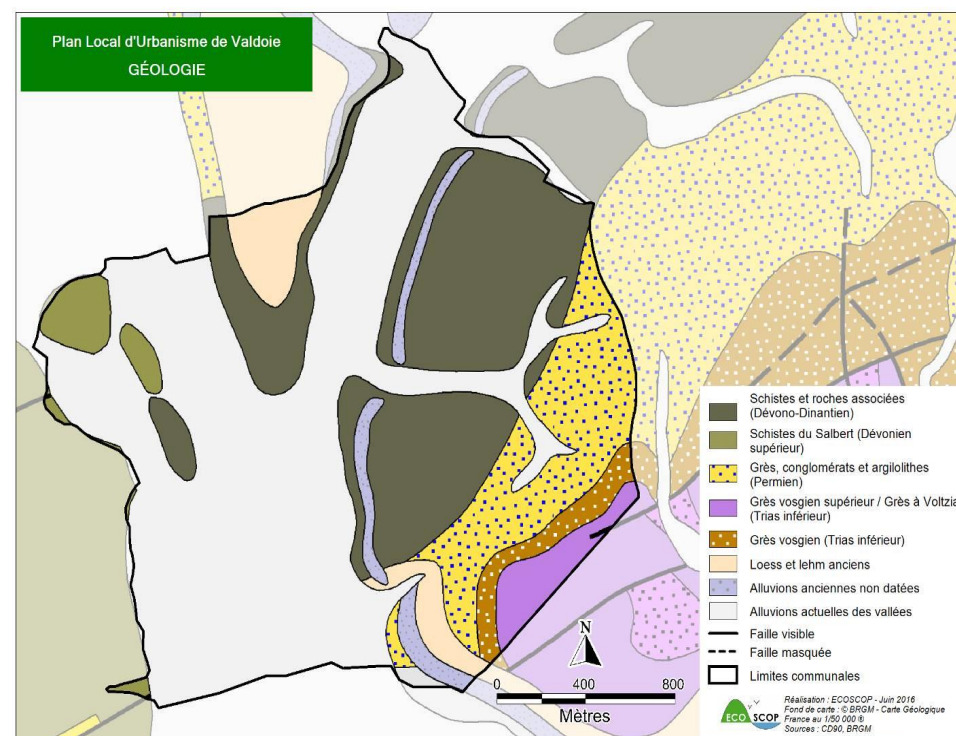 Plan Local d'Urbanisme de Valdoie
GÉOLOGIE
Schistes et roches associées
(Dévono-Dinantien)
Schistes du Salbert (Dévonien
supérieur)
Grès, conglomérats et argilolithes
(Permien)
Grès vosgien supérieur / Grès à Voltzia
(Trias inférieur)
Grès vosgien (Trias inférieur)
Loess et lehm anciens
Alluvions anciennes non datées
Alluvions actuelles des vallées
Faille visible
Faille masquée
Limites communales
N
0 400 800
Mètres
ECO SCOP
Réalisation : ECOSCOP - Juin 2016
Fond de carte : © BRGM - Carte Géologique
France au 1/50 000 ®
Sources : CD90, BRGM